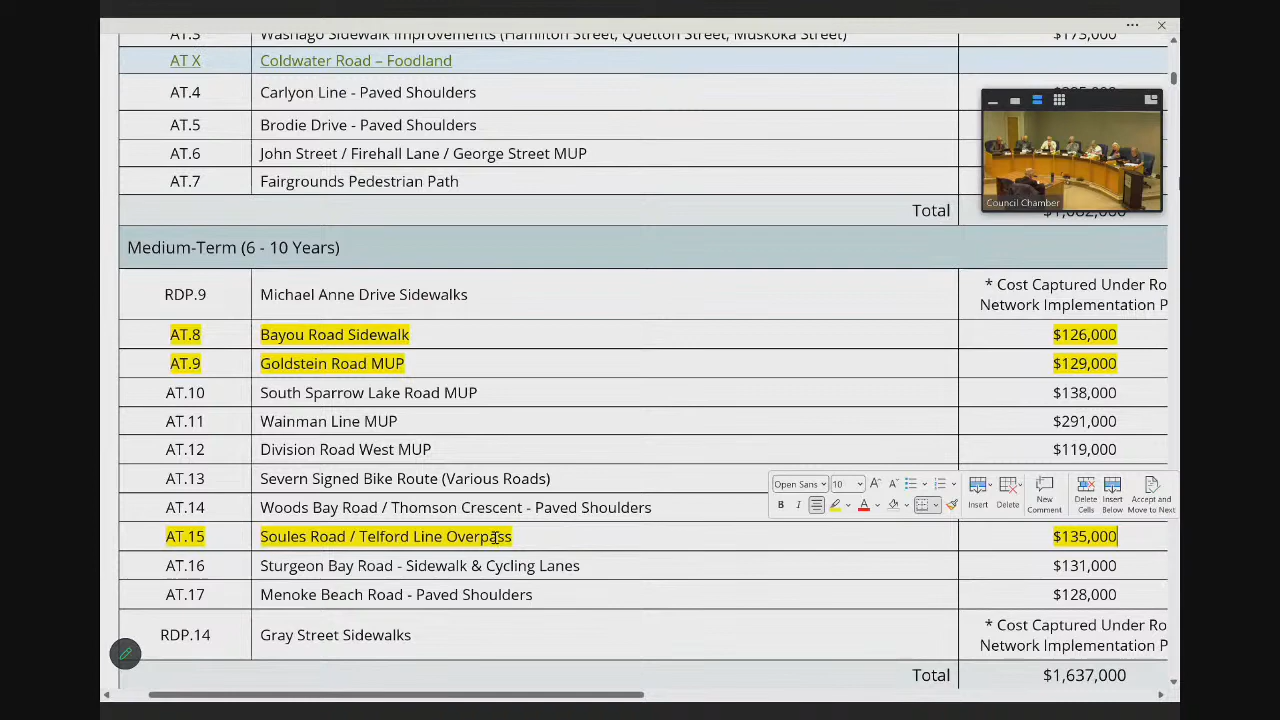 AT.3 Washago Sidewalk Improvements (Hamilton Street, Quetton Street, Muskoka Street) $173,000
AT X Coldwater Road – Foodland
AT.4 Carlyon Line - Paved Shoulders
AT.5 Brodie Drive - Paved Shoulders
AT.6 John Street / Firehall Lane / George Street MUP
AT.7 Fairgrounds Pedestrian Path
Council Chamber
Total
Medium-Term (6 - 10 Years)
RDP.9 Michael Anne Drive Sidewalks * Cost Captured Under Ro
Network Implementation P
AT.8 Bayou Road Sidewalk $126,000
AT.9 Goldstein Road MUP $129,000
AT.10 South Sparrow Lake Road MUP $138,000
AT.11 Wainman Line MUP $291,000
AT.12 Division Road West MUP $119,000
AT.13 Severn Signed Bike Route (Various Roads)
Open Sans 10
B I A Insert Delete New Comment Delete Cells Insert Below Accept and Move to Next
AT.14 Woods Bay Road / Thomson Crescent - Paved Shoulders
AT.15 Soules Road / Telford Line Overpass $135,000
AT.16 Sturgeon Bay Road - Sidewalk & Cycling Lanes $131,000
AT.17 Menoke Beach Road - Paved Shoulders $128,000
RDP.14 Gray Street Sidewalks * Cost Captured Under Ro
Network Implementation P
Total $1,637,000